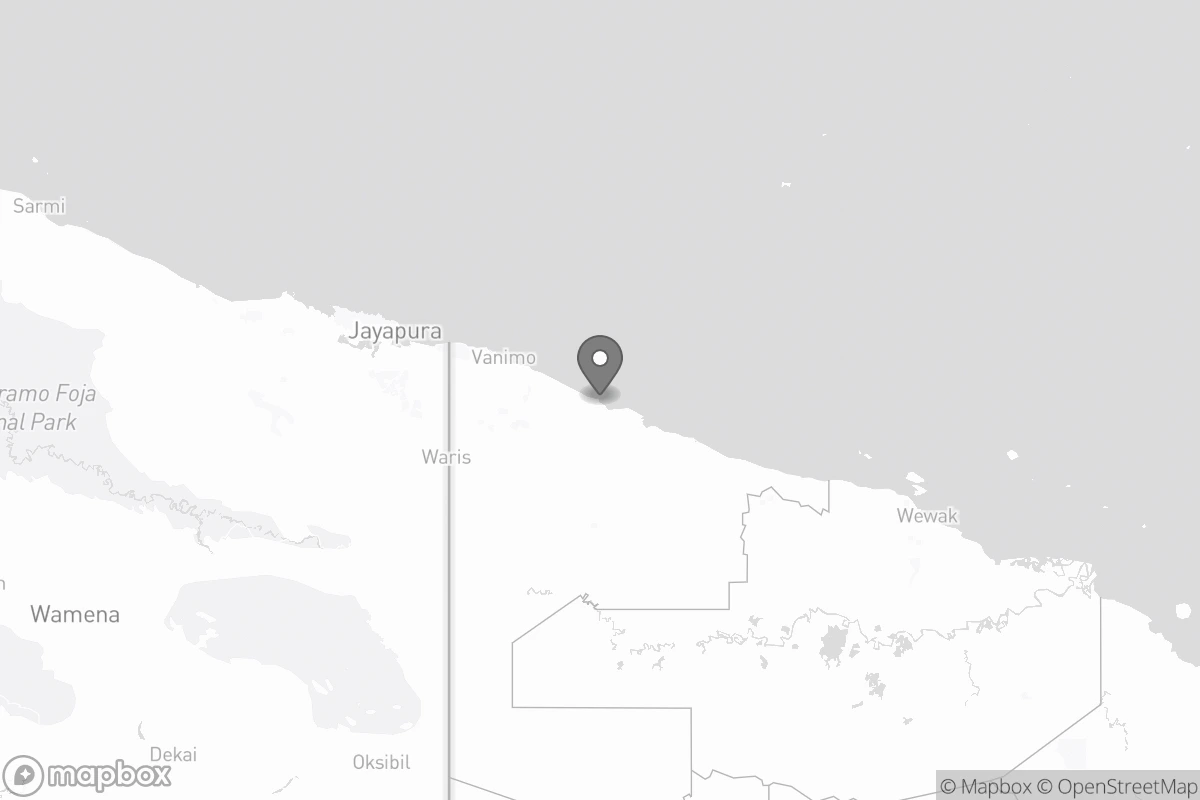 Sarmi
Jayapura
Vanimo
ramo Foja
nal Park
Waris
Wewak
Wamena
Dekai
Oksibil
mapbox
© Mapbox © OpenStreetMap